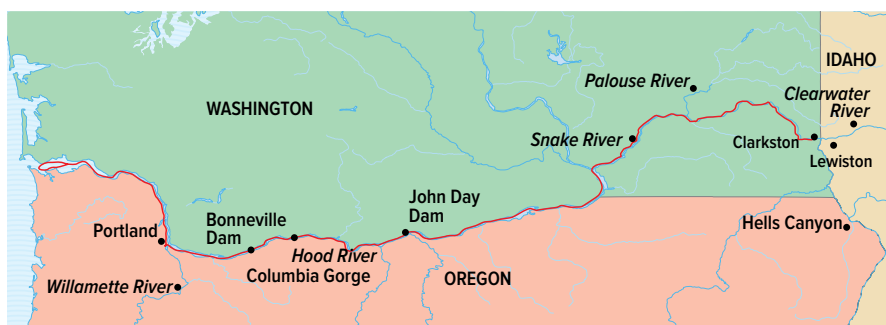 IDAHO
Palouse River
Clearwater
River
WASHINGTON
Snake River
Clarkston
Lewiston
John Day
Dam
Bonneville
Dam
Portland
Hells Canyon
Hood River
Columbia Gorge
OREGON
Willamette River